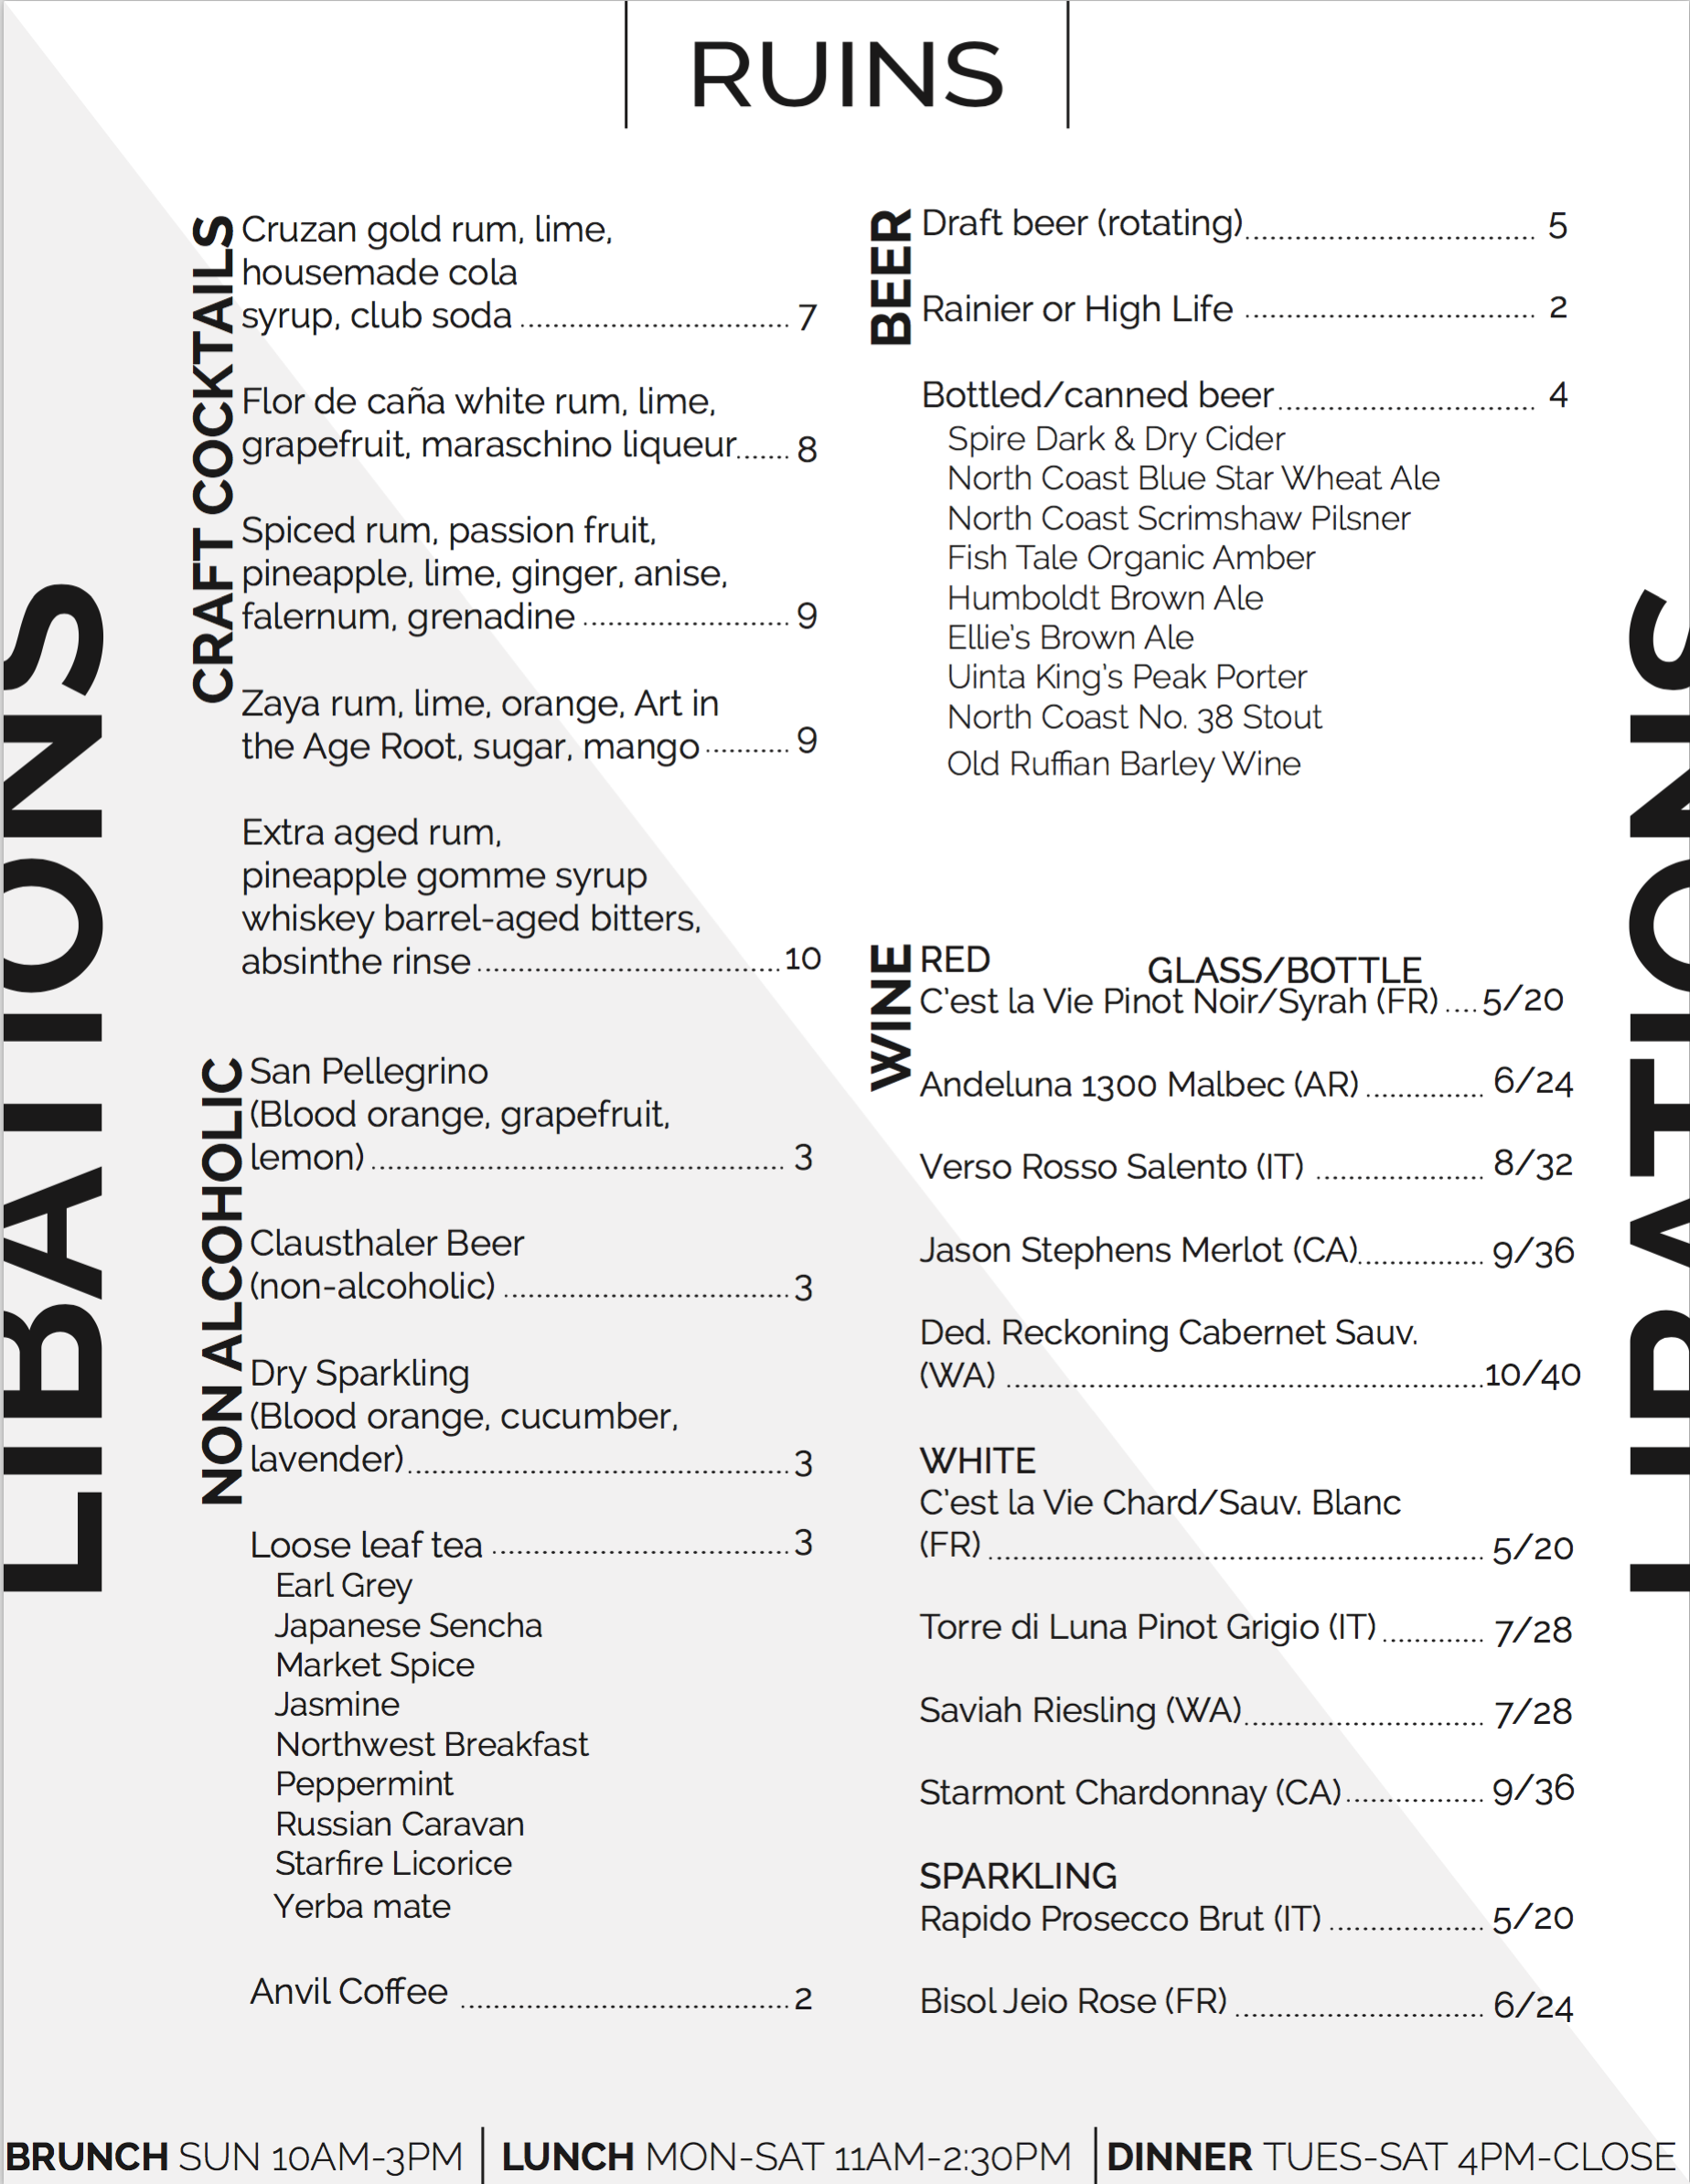 RUINS
LIBATIONS
CRAFT COCKTAILS
Cruzan gold rum, lime,
housemade cola
syrup, club soda 7
Flor de caña white rum, lime,
grapefruit, maraschino liqueur 8
Spiced rum, passion fruit,
pineapple, lime, ginger, anise,
falernum, grenadine 9
Zaya rum, lime, orange, Art in
the Age Root, sugar, mango 9
Extra aged rum,
pineapple gomme syrup
whiskey barrel-aged bitters,
absinthe rinse 10
NON ALCOHOLIC
San Pellegrino
(Blood orange, grapefruit,
lemon) 3
Clausthaler Beer
(non-alcoholic) 3
Dry Sparkling
(Blood orange, cucumber,
lavender) 3
Loose leaf tea 3
Earl Grey
Japanese Sencha
Market Spice
Jasmine
Northwest Breakfast
Peppermint
Russian Caravan
Starfire Licorice
Yerba mate
Anvil Coffee 2
BEER
Draft beer (rotating) 5
Rainier or High Life 2
Bottled/canned beer 4
Spire Dark & Dry Cider
North Coast Blue Star Wheat Ale
North Coast Scrimshaw Pilsner
Fish Tale Organic Amber
Humboldt Brown Ale
Ellie's Brown Ale
Uinta King's Peak Porter
North Coast No. 38 Stout
Old Ruffian Barley Wine
WINE
RED GLASS/BOTTLE
C'est la Vie Pinot Noir/Syrah (FR) 5/20
Andeluna 1300 Malbec (AR) 6/24
Verso Rosso Salento (IT) 8/32
Jason Stephens Merlot (CA) 9/36
Ded. Reckoning Cabernet Sauv.
(WA) 10/40
WHITE
C'est la Vie Chard/Sauv. Blanc
(FR) 5/20
Torre di Luna Pinot Grigio (IT) 7/28
Saviah Riesling (WA) 7/28
Starmont Chardonnay (CA) 9/36
SPARKLING
Rapido Prosecco Brut (IT) 5/20
Bisol Jeio Rose (FR) 6/24
LIBATIONS
BRUNCH SUN 10AM-3PM LUNCH MON-SAT 11AM-2:30PM DINNER TUES-SAT 4PM-CLOSE